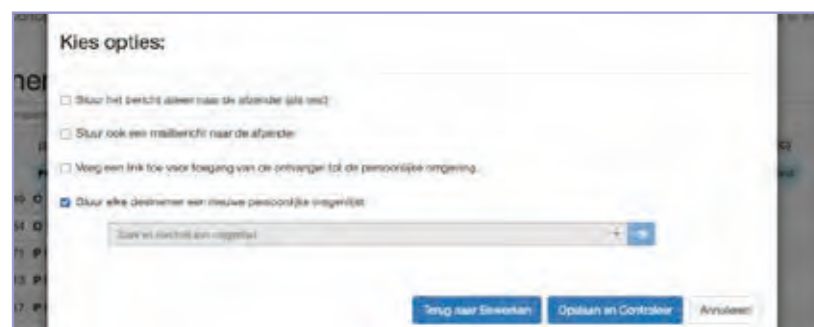 Kies opties:
Stuur het bericht alleen naar de afzender (als test)
Stuur ook een mailbericht naar de afzender
Voeg een link toe voor toegang van de ontvanger tot de persoonlijke omgeving.
Stuur elke deelnemer een nieuwe persoonlijke vragenlijst
Terug naar Bewerken Opslaan en Controleer Annuleren